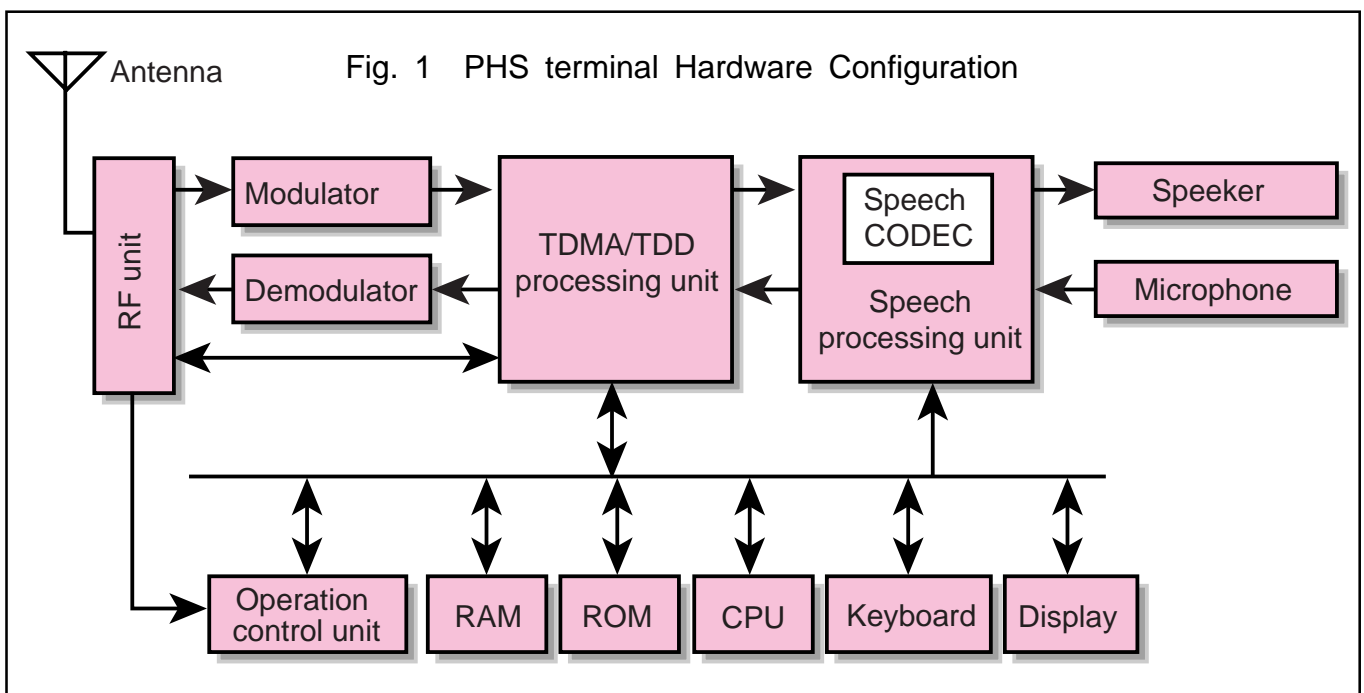 Antenna
Fig. 1 PHS terminal Hardware Configuration
RF unit
Modulator
Demodulator
TDMA/TDD
processing unit
Speech
CODEC
Speech
processing unit
Speeker
Microphone
Operation
control unit
RAM
ROM
CPU
Keyboard
Display